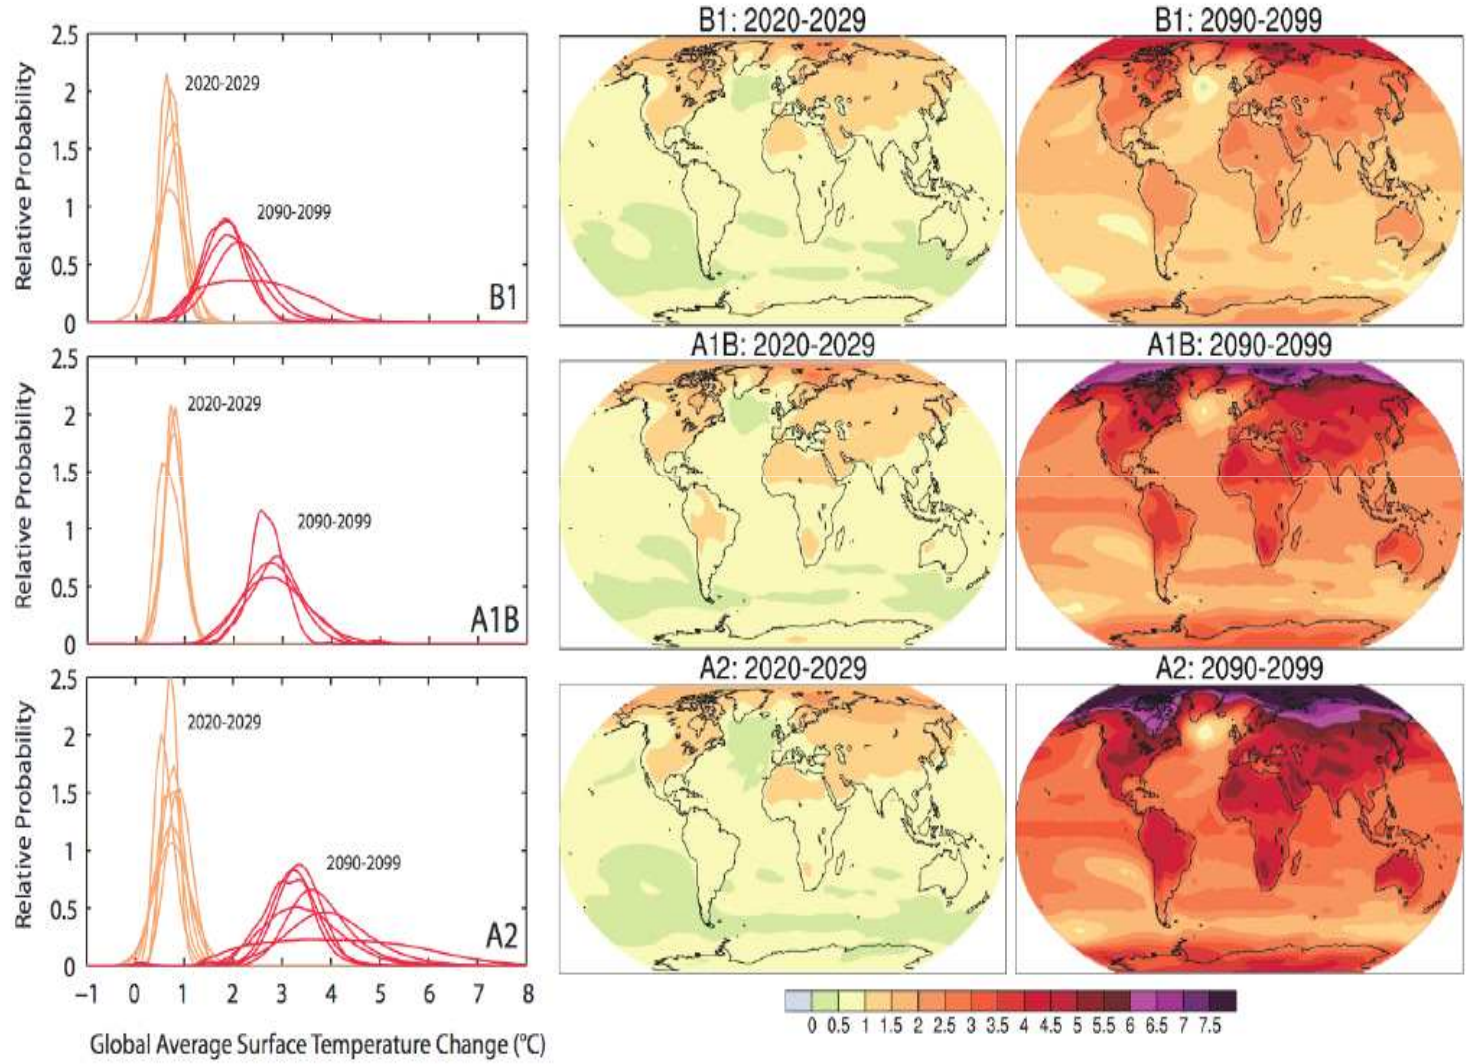 B1: 2020-2029
B1: 2090-2099
2.5
2
1.5
1
0.5
0
Relative Probability
2020-2029
2090-2099
B1
A1B: 2020-2029
A1B: 2090-2099
2.5
2
1.5
1
0.5
0
Relative Probability
2020-2029
2090-2099
A1B
A2: 2020-2029
A2: 2090-2099
2.5
2
1.5
1
0.5
0
Relative Probability
2020-2029
2090-2099
A2
−1 0 1 2 3 4 5 6 7 8
Global Average Surface Temperature Change (°C)
0 0.5 1 1.5 2 2.5 3 3.5 4 4.5 5 5.5 6 6.5 7 7.5